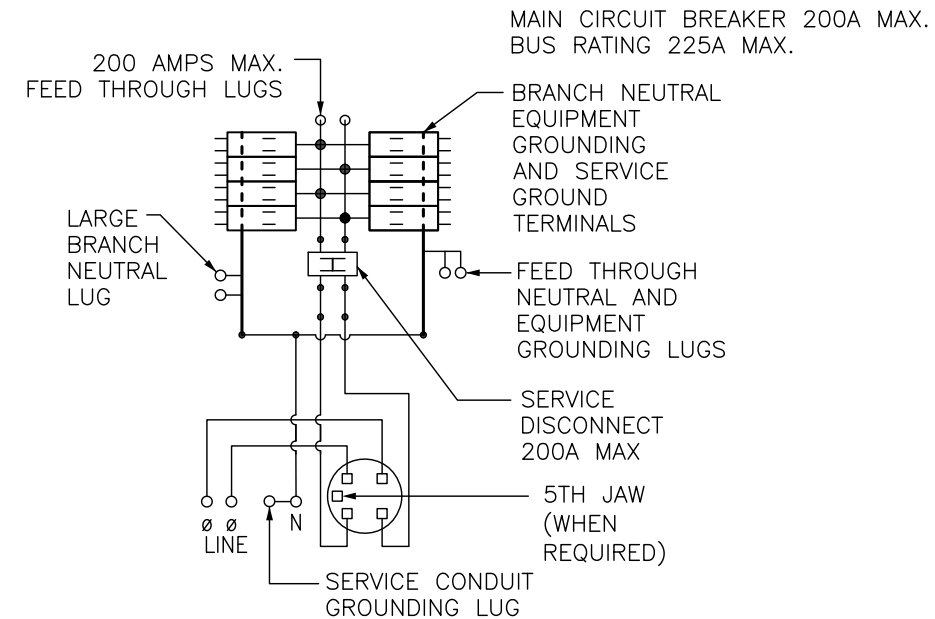 MAIN CIRCUIT BREAKER 200A MAX.
BUS RATING 225A MAX.
200 AMPS MAX.
FEED THROUGH LUGS
BRANCH NEUTRAL
EQUIPMENT
GROUNDING
AND SERVICE
GROUND
TERMINALS
LARGE
BRANCH
NEUTRAL
LUG
FEED THROUGH
NEUTRAL AND
EQUIPMENT
GROUNDING LUGS
SERVICE
DISCONNECT
200A MAX
5TH JAW
(WHEN
REQUIRED)
ø ø N
LINE
SERVICE CONDUIT
GROUNDING LUG